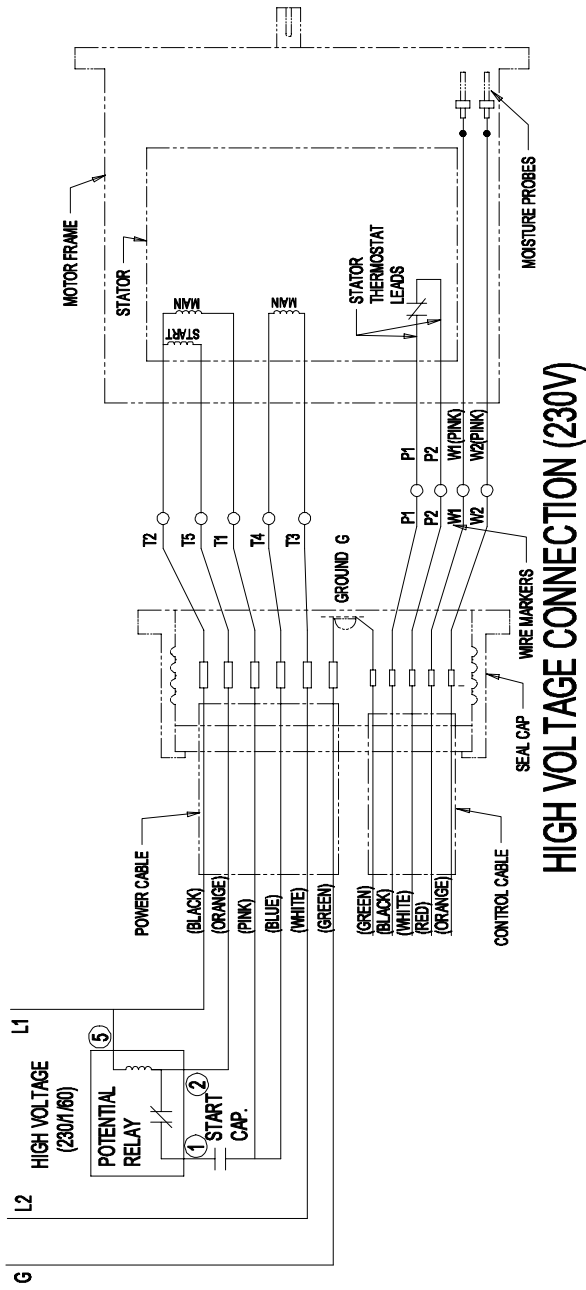 G
L2
L1
HIGH VOLTAGE
(230/1/60)
POTENTIAL
RELAY
5
2
1
START
CAP.
POWER CABLE
(BLACK)
(ORANGE)
(PINK)
(BLUE)
(WHITE)
(GREEN)
(GREEN)
(BLACK)
(WHITE)
(RED)
(ORANGE)
CONTROL CABLE
SEAL CAP
WIRE MARKERS
GROUND G
T2
T5
T1
T4
T3
P1
P2
W1
W2
P1
P2
W1(PINK)
W2(PINK)
MOTOR FRAME
STATOR
START
MAIN
MAIN
STATOR
THERMOSTAT
LEADS
MOISTURE PROBES
HIGH VOLTAGE CONNECTION (230V)